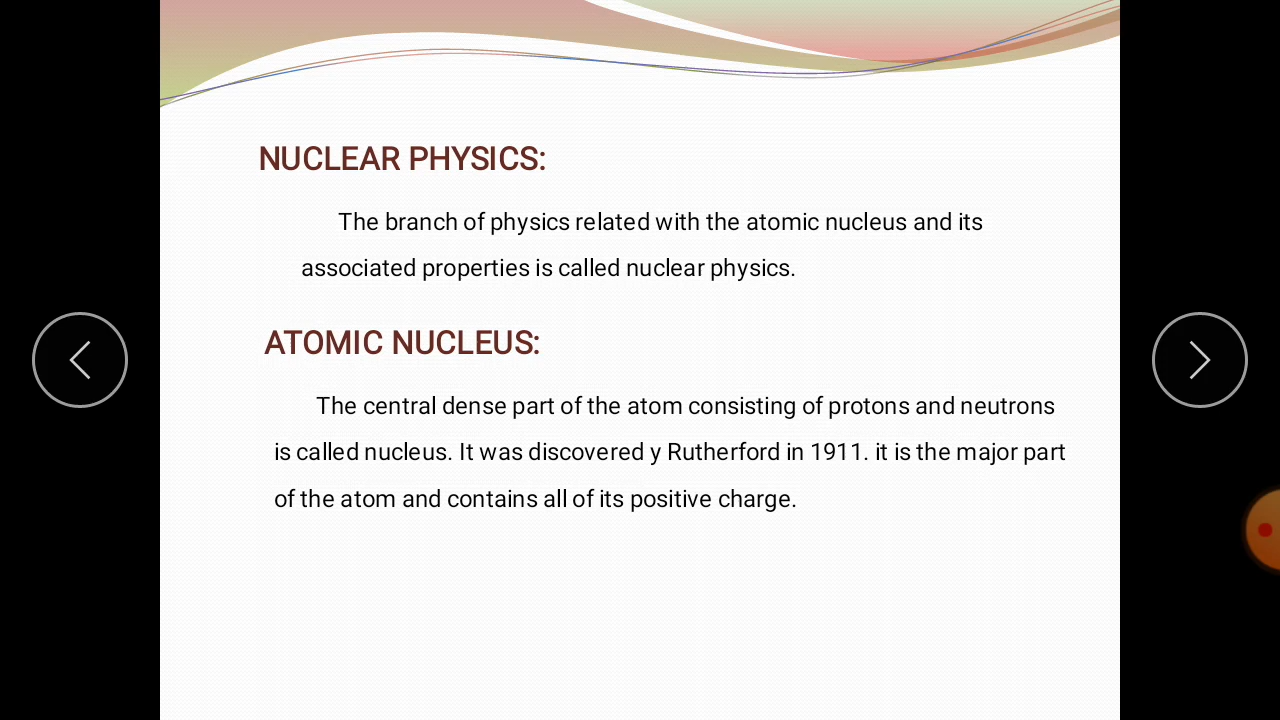 NUCLEAR PHYSICS:
The branch of physics related with the atomic nucleus and its
associated properties is called nuclear physics.
ATOMIC NUCLEUS:
The central dense part of the atom consisting of protons and neutrons
is called nucleus. It was discovered y Rutherford in 1911. it is the major part
of the atom and contains all of its positive charge.